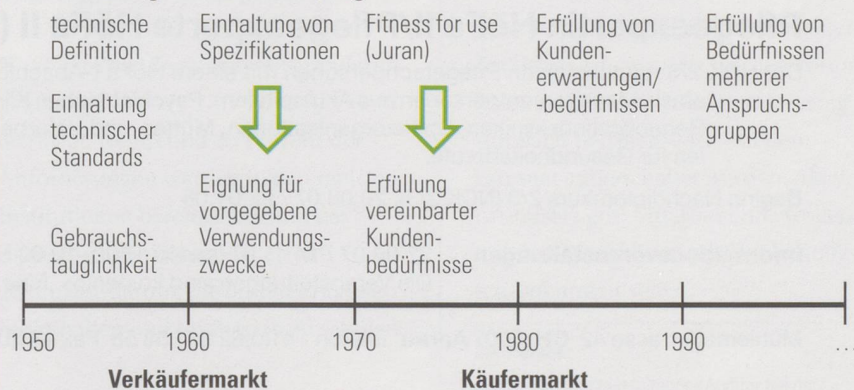 technische
Definition
Einhaltung
technischer
Standards
Gebrauchs-
tauglichkeit
Einhaltung von
Spezifikationen
Eignung für
vorgegebene
Verwendungs-
zwecke
Fitness for use
(Juran)
Erfüllung
vereinbarter
Kunden-
bedürfnisse
Erfüllung von
Kunden-
erwartungen/
-bedürfnissen
Erfüllung von
Bedürfnissen
mehrerer
Anspruchs-
gruppen
1950 1960 1970 1980 1990 ...
Verkäufermarkt Käufermarkt